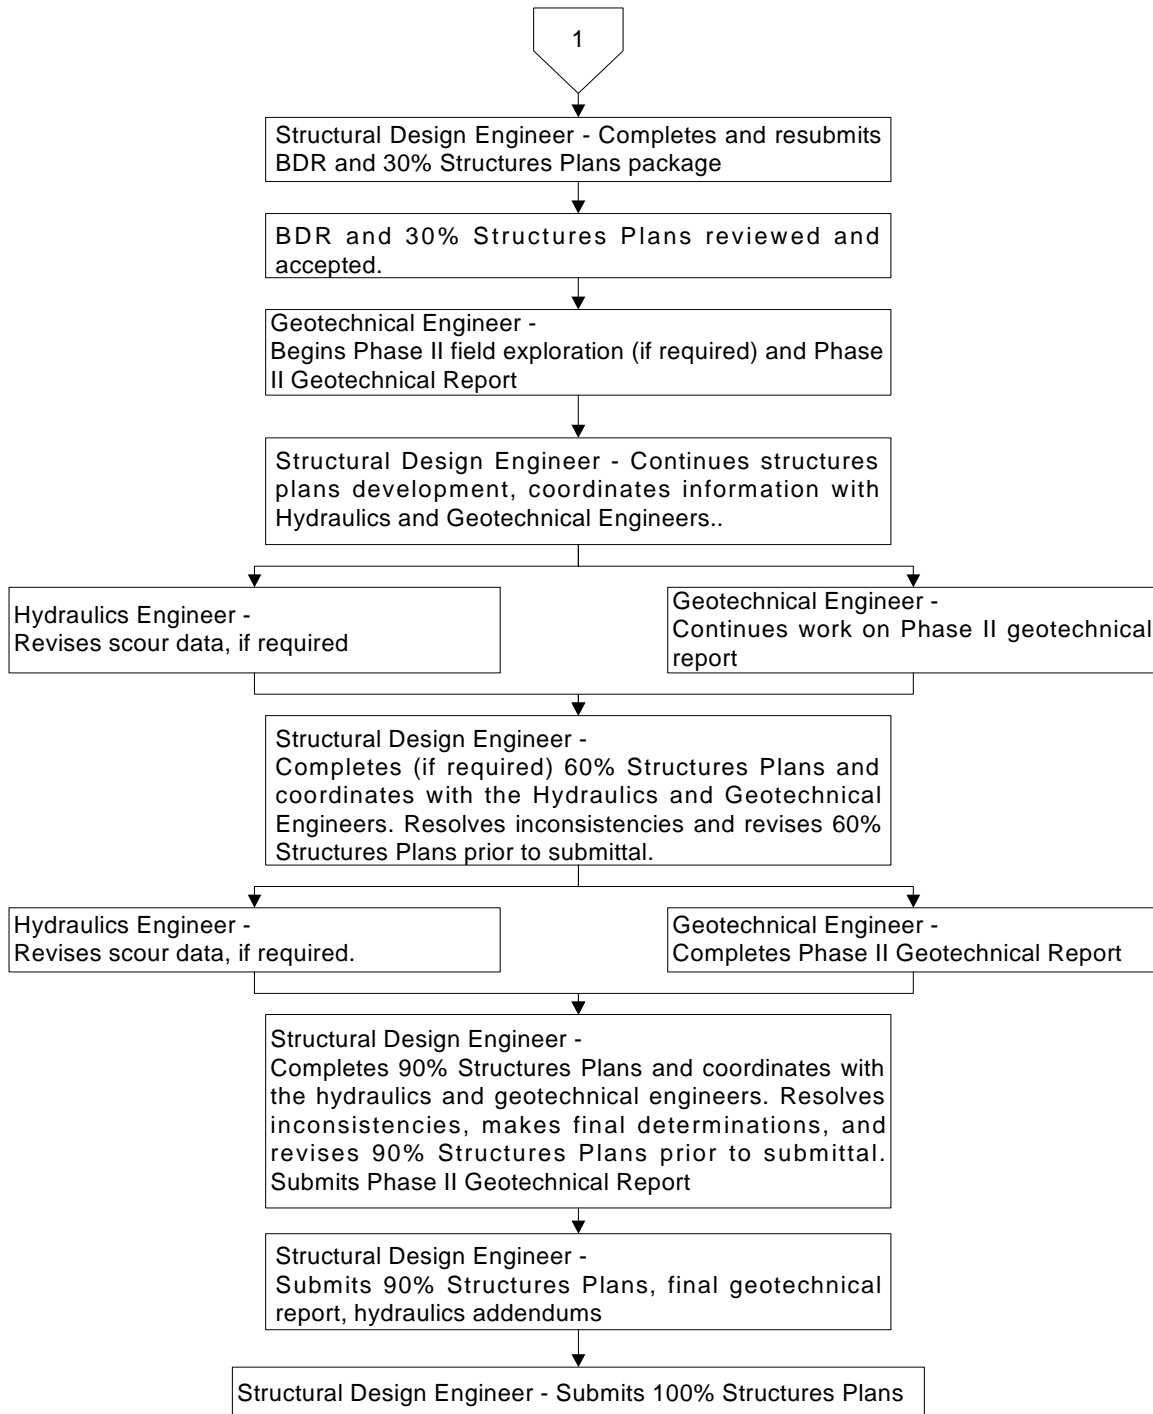 1
Structural Design Engineer - Completes and resubmits
BDR and 30% Structures Plans package
BDR and 30% Structures Plans reviewed and
accepted.
Geotechnical Engineer -
Begins Phase II field exploration (if required) and Phase
II Geotechnical Report
Structural Design Engineer - Continues structures
plans development, coordinates information with
Hydraulics and Geotechnical Engineers..
Hydraulics Engineer -
Revises scour data, if required
Geotechnical Engineer -
Continues work on Phase II geotechnical
report
Structural Design Engineer -
Completes (if required) 60% Structures Plans and
coordinates with the Hydraulics and Geotechnical
Engineers. Resolves inconsistencies and revises 60%
Structures Plans prior to submittal.
Hydraulics Engineer -
Revises scour data, if required.
Geotechnical Engineer -
Completes Phase II Geotechnical Report
Structural Design Engineer -
Completes 90% Structures Plans and coordinates with
the hydraulics and geotechnical engineers. Resolves
inconsistencies, makes final determinations, and
revises 90% Structures Plans prior to submittal.
Submits Phase II Geotechnical Report
Structural Design Engineer -
Submits 90% Structures Plans, final geotechnical
report, hydraulics addendums
Structural Design Engineer - Submits 100% Structures Plans